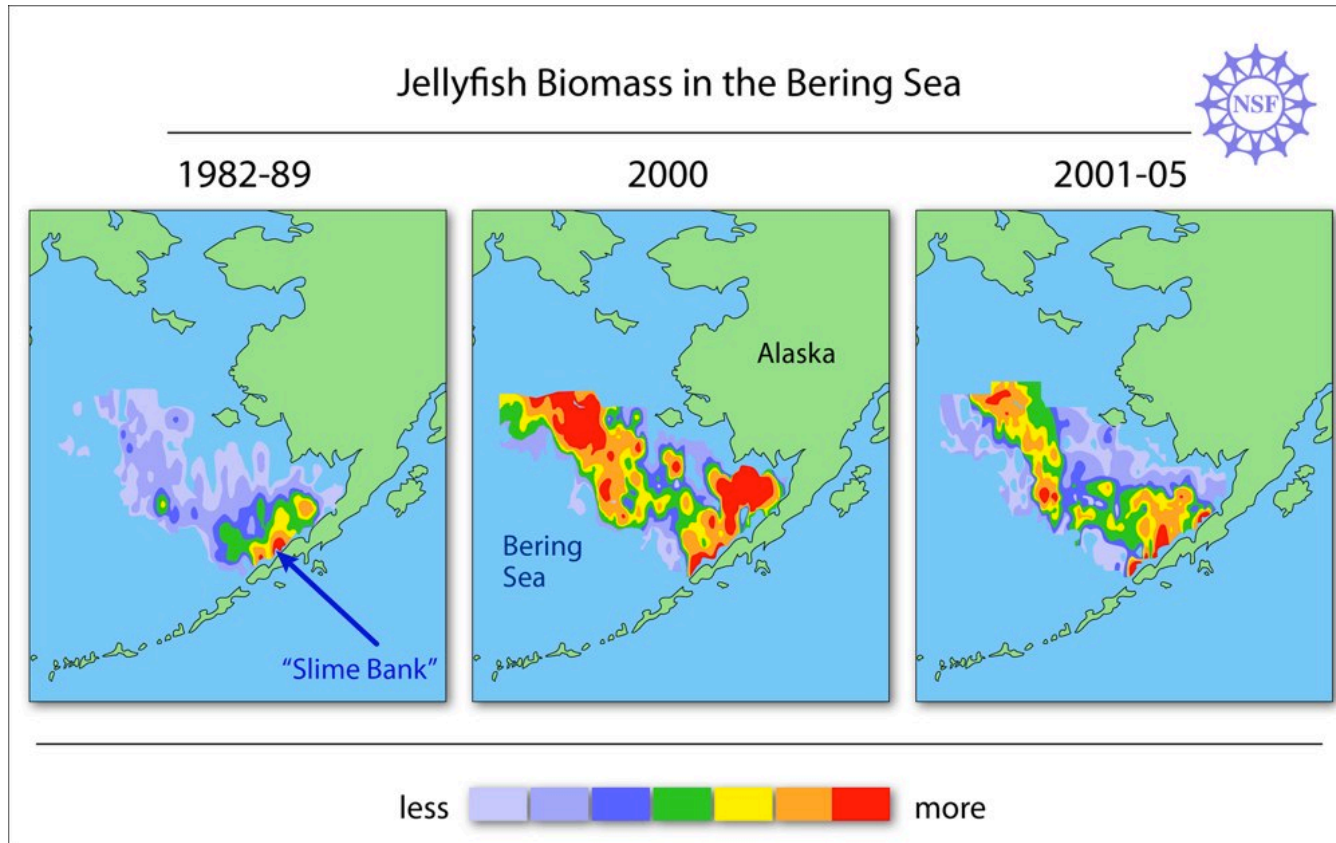 Jellyfish Biomass in the Bering Sea
NSF
1982-89
2000
2001-05
Alaska
Bering
Sea
“Slime Bank”
less
more